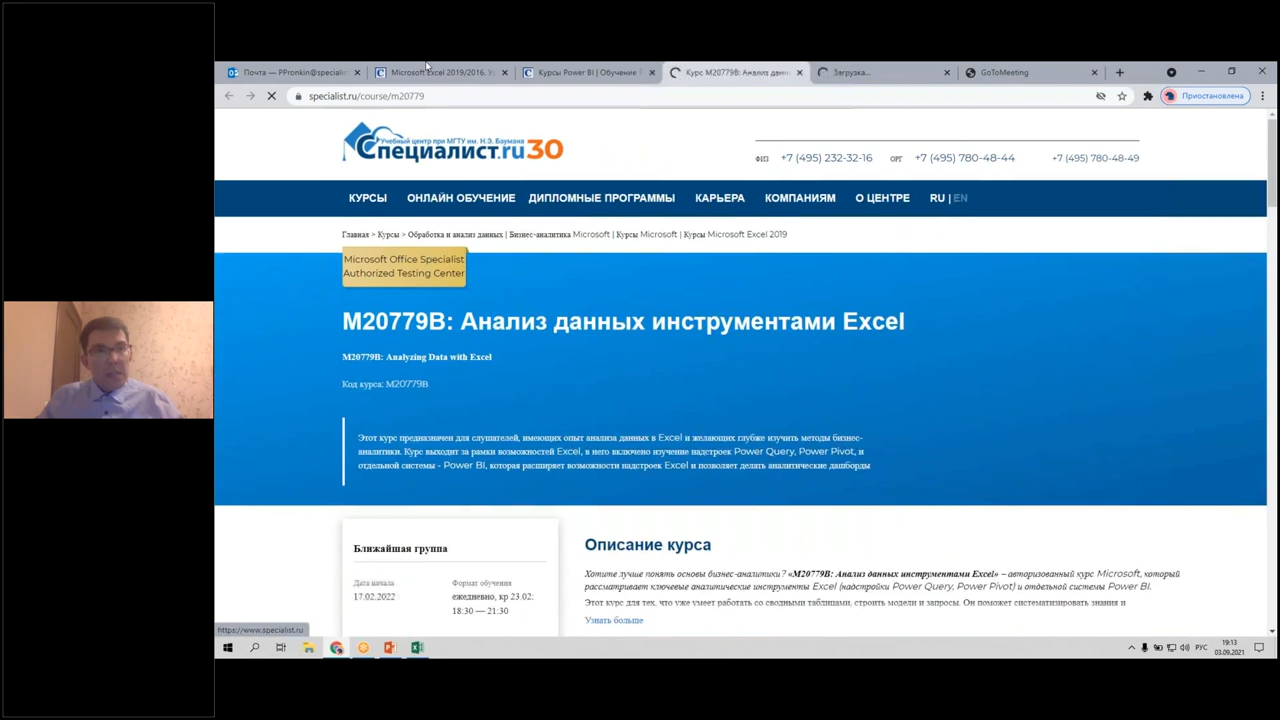 Почта — PPronkin@specialis
Microsoft Excel 2019/2016. У
Курсы Power BI | Обучение
Курс M20779B: Анализ данн
Загрузка...
GoToMeeting
specialist.ru/course/m20779
Приостановлена
Учебный центр при МГТУ им. Н.Э. Баумана
Специалист.ru 30
ФИЗ +7 (495) 232-32-16 ОРГ +7 (495) 780-48-44 +7 (495) 780-48-49
КУРСЫ ОНЛАЙН ОБУЧЕНИЕ ДИПЛОМНЫЕ ПРОГРАММЫ КАРЬЕРА КОМПАНИЯМ О ЦЕНТРЕ RU | EN
Главная > Курсы > Обработка и анализ данных | Бизнес-аналитика Microsoft | Курсы Microsoft | Курсы Microsoft Excel 2019
Microsoft Office Specialist
Authorized Testing Center
M20779B: Анализ данных инструментами Excel
M20779B: Analyzing Data with Excel
Код курса: M20779B
Этот курс предназначен для слушателей, имеющих опыт анализа данных в Excel и желающих глубже изучить методы бизнес-
аналитики. Курс выходит за рамки возможностей Excel, в него включено изучение надстроек Power Query, Power Pivot, и
отдельной системы - Power BI, которая расширяет возможности надстроек Excel и позволяет делать аналитические дашборды
Ближайшая группа
Дата начала
17.02.2022
Формат обучения
ежедневно, кр 23.02:
18:30 — 21:30
Описание курса
Хотите лучше понять основы бизнес-аналитики? «M20779B: Анализ данных инструментами Excel» – авторизованный курс Microsoft, который
рассматривает ключевые аналитические инструменты Excel (надстройки Power Query, Power Pivot) и отдельной системы Power BI.
Этот курс для тех, что уже умеет работать со сводными таблицами, строить модели и запросы. Он поможет систематизировать знания и
Узнать больше
https://www.specialist.ru
РУС
19:13
03.09.2021